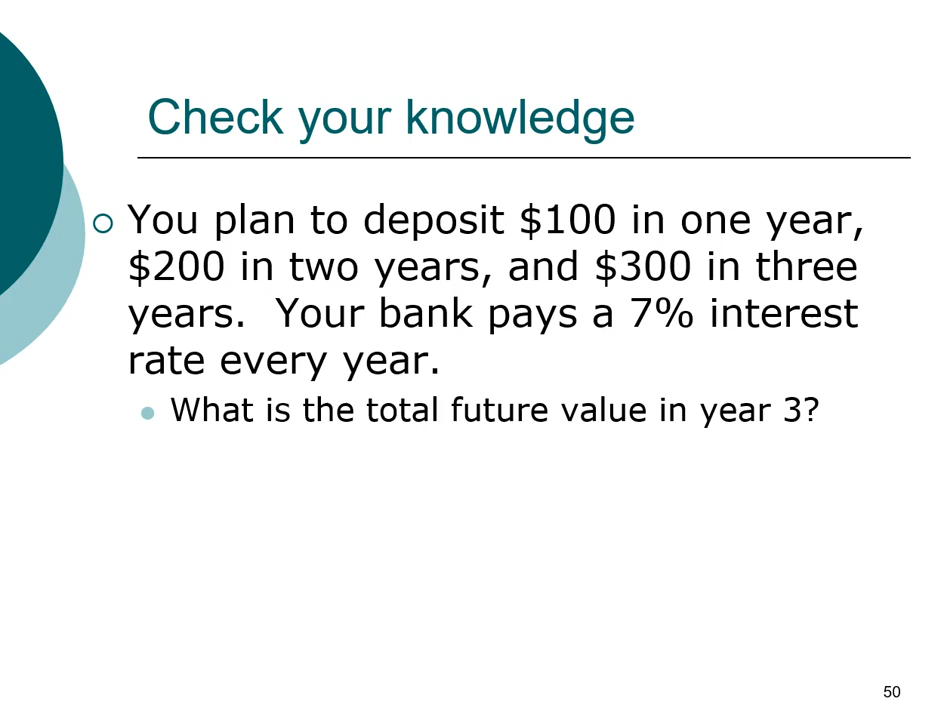 Check your knowledge
You plan to deposit $100 in one year,
$200 in two years, and $300 in three
years.  Your bank pays a 7% interest
rate every year.
What is the total future value in year 3?
50